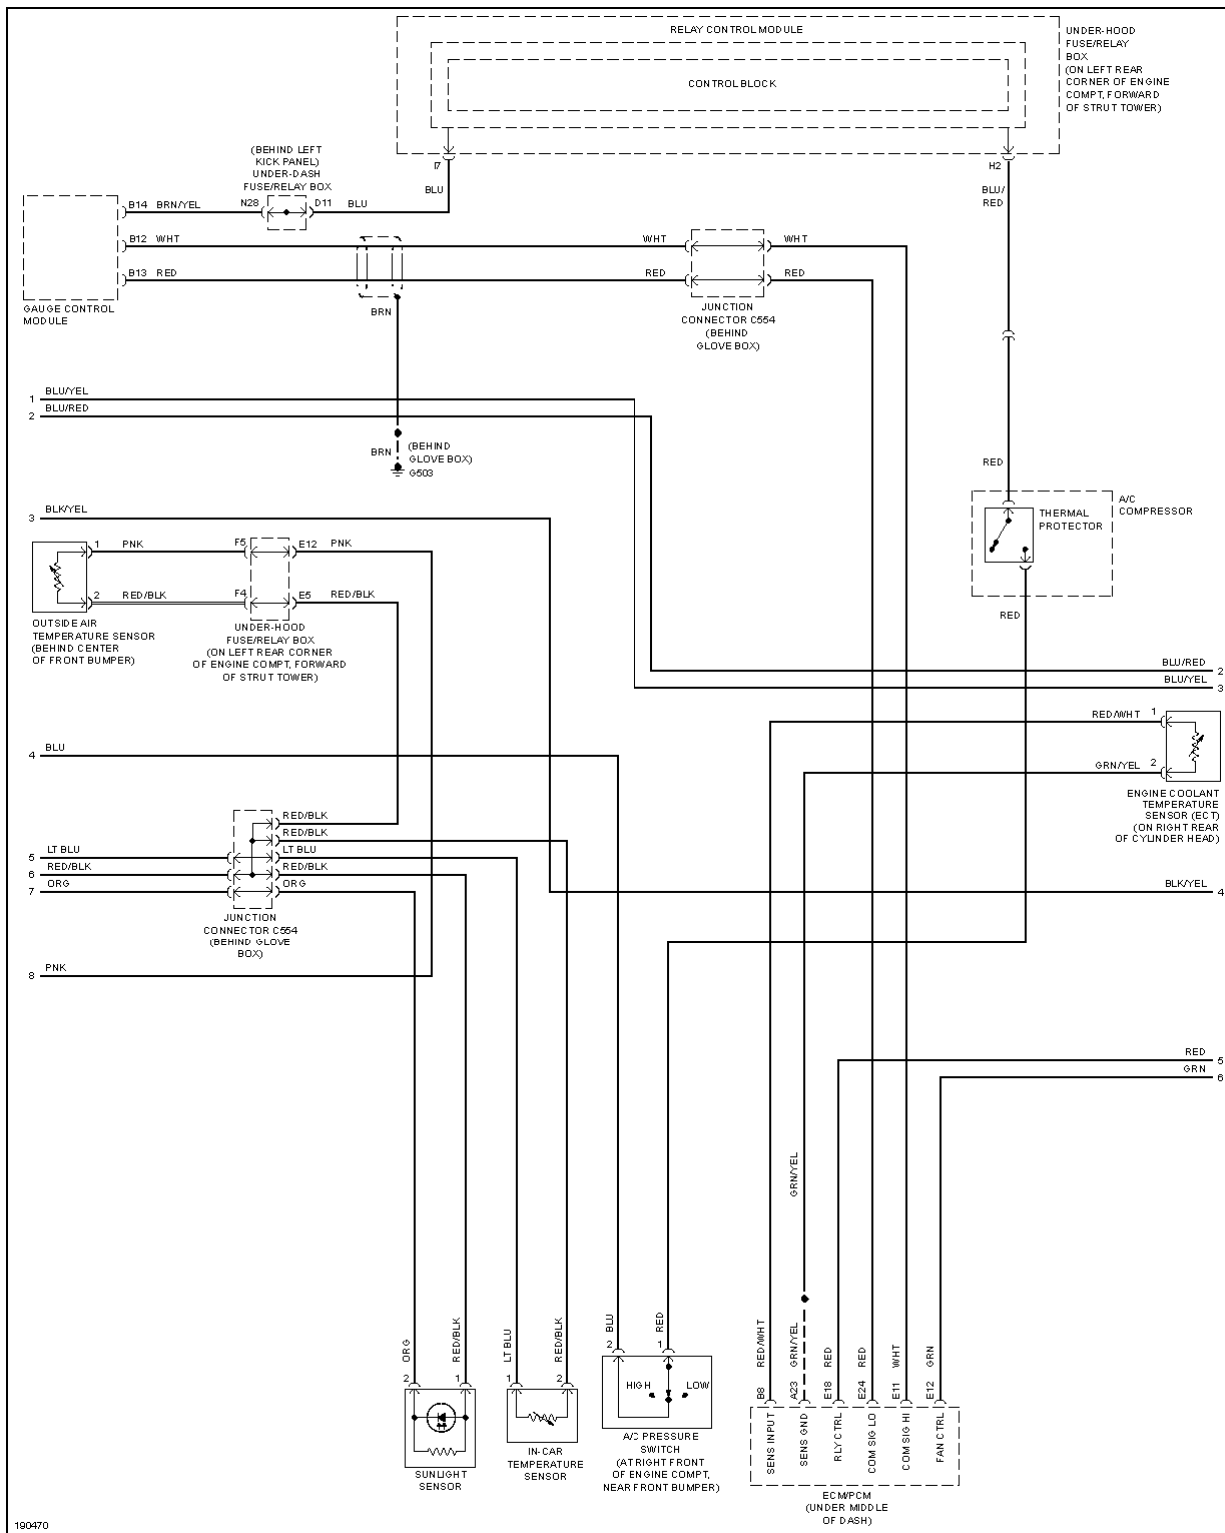 RELAY CONTROL MODULE
CONTROL BLOCK
UNDER-HOOD
FUSE/RELAY
BOX
(ON LEFT REAR
CORNER OF ENGINE
COMPT, FORWARD
OF STRUT TOWER)
(BEHIND LEFT
KICK PANEL)
UNDER-DASH
FUSE/RELAY BOX
I7
H2
BLU
BLU/
RED
B14 BRN/YEL
N28
D11
BLU
B12 WHT
WHT
WHT
B13 RED
RED
RED
GAUGE CONTROL
MODULE
BRN
JUNCTION
CONNECTOR C554
(BEHIND
GLOVE BOX)
1 BLU/YEL
2 BLU/RED
BRN
(BEHIND
GLOVE BOX)
G503
RED
A/C
COMPRESSOR
THERMAL
PROTECTOR
3 BLK/YEL
1 PNK
F5
E12 PNK
2 RED/BLK
F4
E5 RED/BLK
RED
OUTSIDE AIR
TEMPERATURE SENSOR
(BEHIND CENTER
OF FRONT BUMPER)
UNDER-HOOD
FUSE/RELAY BOX
(ON LEFT REAR CORNER
OF ENGINE COMPT, FORWARD
OF STRUT TOWER)
BLU/RED 2
BLU/YEL 3
RED/WHT 1
4 BLU
GRN/YEL 2
ENGINE COOLANT
TEMPERATURE
SENSOR (ECT)
(ON RIGHT REAR
OF CYLINDER HEAD)
RED/BLK
RED/BLK
5 LT BLU
LT BLU
6 RED/BLK
RED/BLK
7 ORG
ORG
BLK/YEL 4
JUNCTION
CONNECTOR C554
(BEHIND GLOVE
BOX)
8 PNK
RED 5
GRN 6
GRN/YEL
ORG
RED/BLK
LT BLU
RED/BLK
BLU
RED
RED/WHT
GRN/YEL
RED
RED
WHT
GRN
2
1
1
2
2
1
B8
A23
E18
E24
E11
E12
HIGH
LOW
SENS INPUT
SENS GND
RLY CTRL
COM SIG LO
COM SIG HI
FAN CTRL
SUNLIGHT
SENSOR
IN-CAR
TEMPERATURE
SENSOR
A/C PRESSURE
SWITCH
(AT RIGHT FRONT
OF ENGINE COMPT,
NEAR FRONT BUMPER)
ECM/PCM
(UNDER MIDDLE
OF DASH)
190470